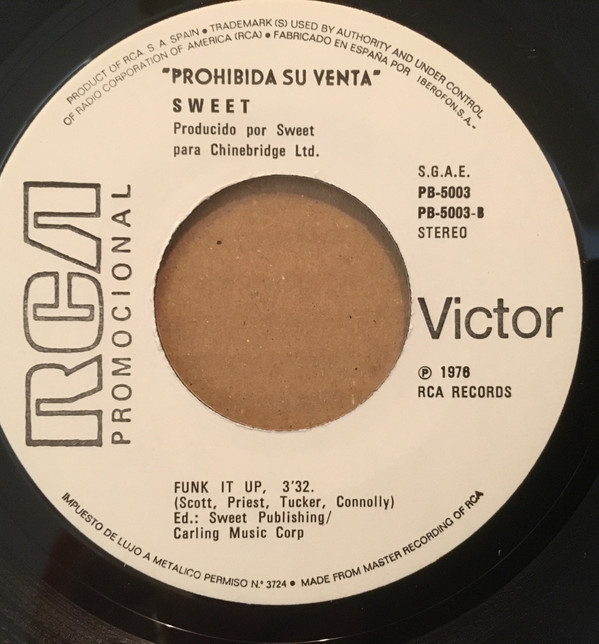 PRODUCT OF RCA S. A. SPAIN ● TRADEMARK (S) USED BY AUTHORITY AND UNDER CONTROL
OF RADIO CORPORATION OF AMERICA (RCA) ● FABRICADO EN ESPAÑA POR IBEROFON.S.A.-
"PROHIBIDA SU VENTA"
SWEET
Producido por Sweet
para Chinebridge Ltd.
S.G.A.E.
PB-5003
PB-5003-B
STEREO
RCA
PROMOCIONAL
Victor
Ⓟ 1976
RCA RECORDS
FUNK IT UP, 3'32.
(Scott, Priest, Tucker, Connolly)
Ed.: Sweet Publishing/
Carling Music Corp
IMPUESTO DE LUJO A METALICO PERMISO N.º 3724 ● MADE FROM MASTER RECORDING OF RCA